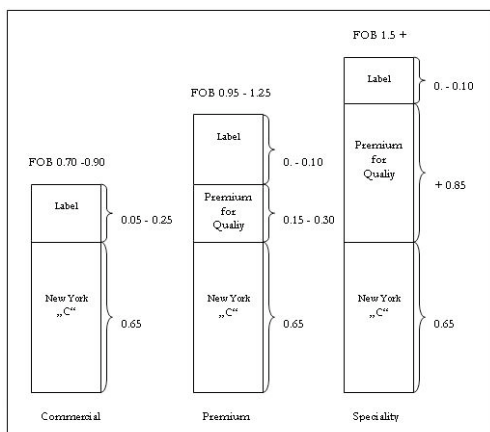 FOB 1.5 +
Label
0. - 0.10
FOB 0.95 - 1.25
Label
0. - 0.10
Premium
for
Qualiy
+ 0.85
FOB 0.70 -0.90
Label
0.05 - 0.25
Premium
for
Qualiy
0.15 - 0.30
New York
„C“
0.65
New York
„C“
0.65
New York
„C“
0.65
Commercial
Premium
Speciality